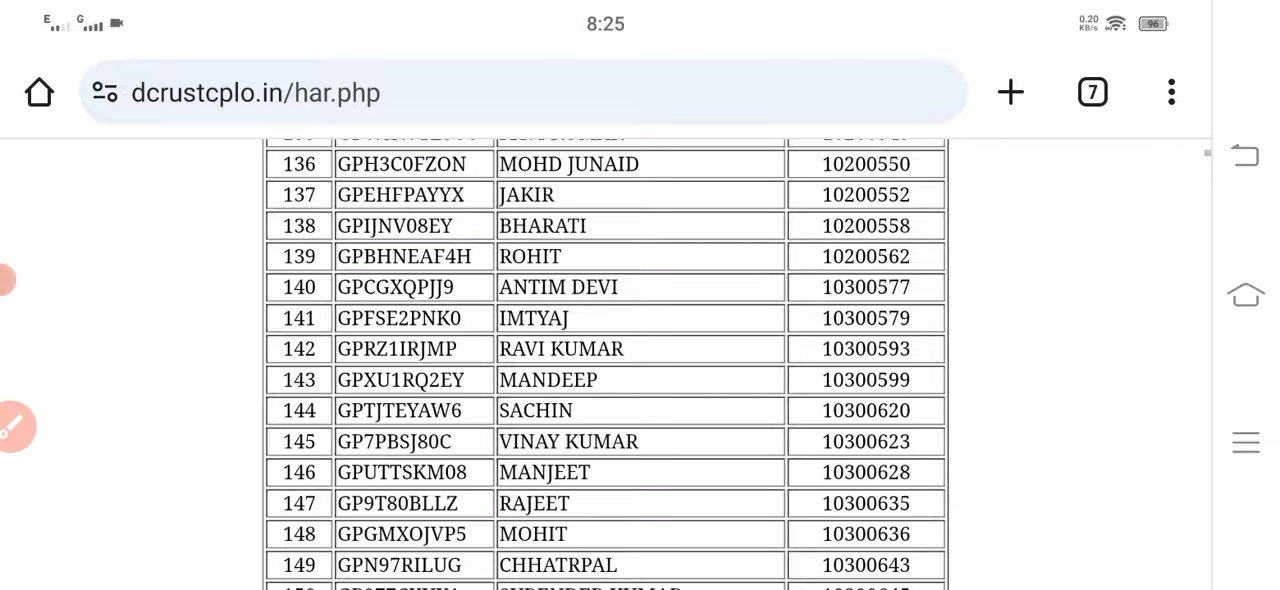 E G 8:25 0.20 KB/s 96
dcrustcplo.in/har.php 7
136 GPH3C0FZON MOHD JUNAID 10200550
137 GPEHFPAYYX JAKIR 10200552
138 GPIJNV08EY BHARATI 10200558
139 GPBHNEAF4H ROHIT 10200562
140 GPCGXQPJJ9 ANTIM DEVI 10300577
141 GPFSE2PNK0 IMTYAJ 10300579
142 GPRZ1IRJMP RAVI KUMAR 10300593
143 GPXU1RQ2EY MANDEEP 10300599
144 GPTJTEYAW6 SACHIN 10300620
145 GP7PBSJ80C VINAY KUMAR 10300623
146 GPUTTSKM08 MANJEET 10300628
147 GP9T80BLLZ RAJEET 10300635
148 GPGMXOJVP5 MOHIT 10300636
149 GPN97RILUG CHHATRPAL 10300643